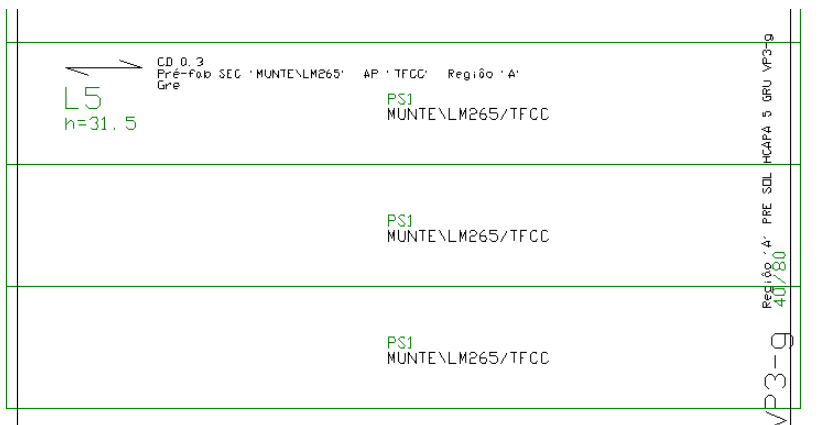 CD 0.3
Pré-fab SEC 'MUNTE\LM265' AP 'TFCC' Região 'A'
Gre
L5
h=31.5
PS1
MUNTE\LM265/TFCC
PS1
MUNTE\LM265/TFCC
PS1
MUNTE\LM265/TFCC
Região 'A' PRE SOL HCAPA 5 GRU VP3-g
40/80
VP3-g